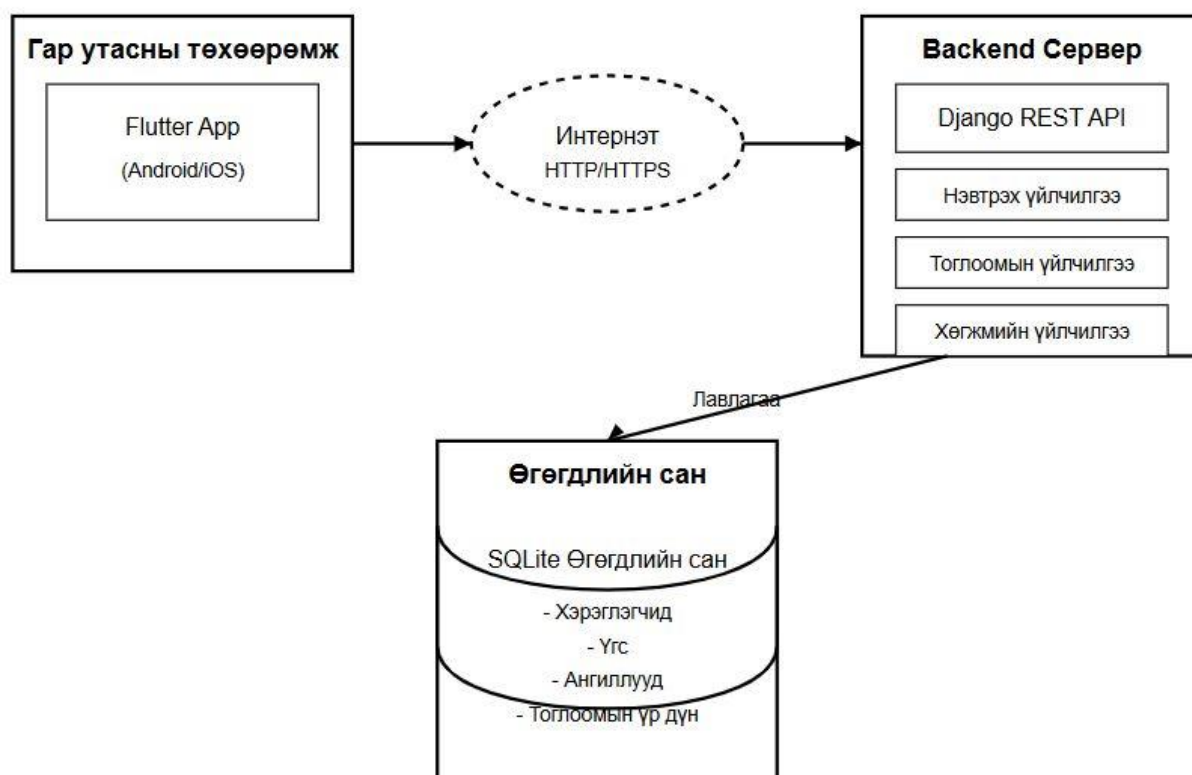 Гар утасны төхөөрөмж
Flutter App
(Android/iOS)
Интернэт
HTTP/HTTPS
Backend Сервер
Django REST API
Нэвтрэх үйлчилгээ
Тоглоомын үйлчилгээ
Хөгжмийн үйлчилгээ
Лавлагаа
Өгөгдлийн сан
SQLite Өгөгдлийн сан
- Хэрэглэгчид
- Үгс
- Ангиллууд
- Тоглоомын үр дүн